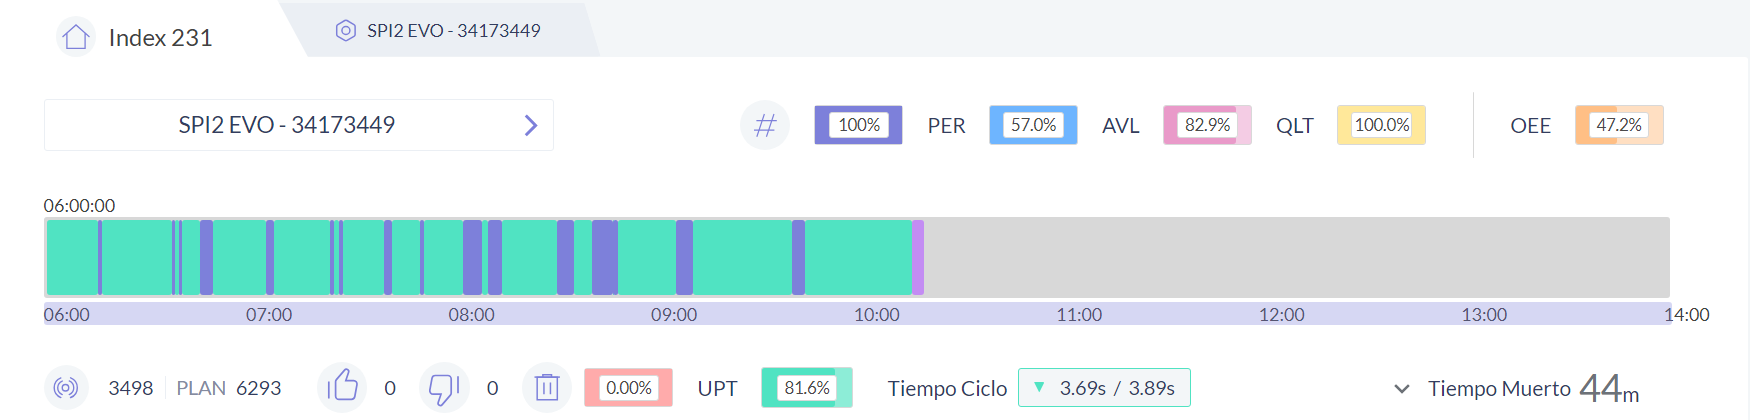 Index 231
SPI2 EVO - 34173449
SPI2 EVO - 34173449
# 100% PER 57.0% AVL 82.9% QLT 100.0% OEE 47.2%
06:00:00
06:00 07:00 08:00 09:00 10:00 11:00 12:00 13:00 14:00
3498 PLAN 6293 0 0 0.00% UPT 81.6% Tiempo Ciclo ▼ 3.69s / 3.89s Tiempo Muerto 44m